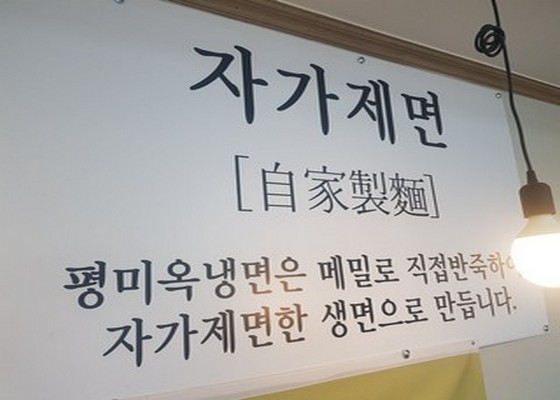 자가제면
[自家製麵]
평미옥냉면은 메밀로 직접반죽하
자가제면한 생면으로 만듭니다.